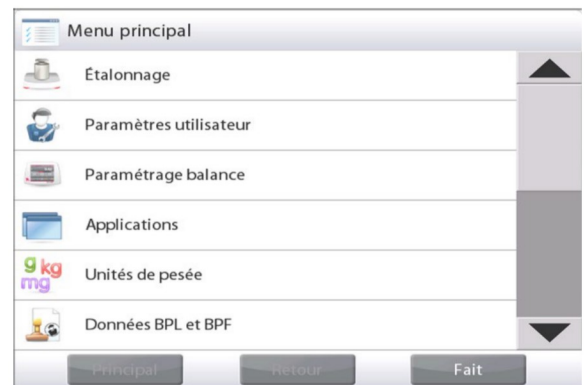 Menu principal
Étalonnage
Paramètres utilisateur
Paramétrage balance
Applications
g kg
mg
Unités de pesée
Données BPL et BPF
Principal Retour Fait